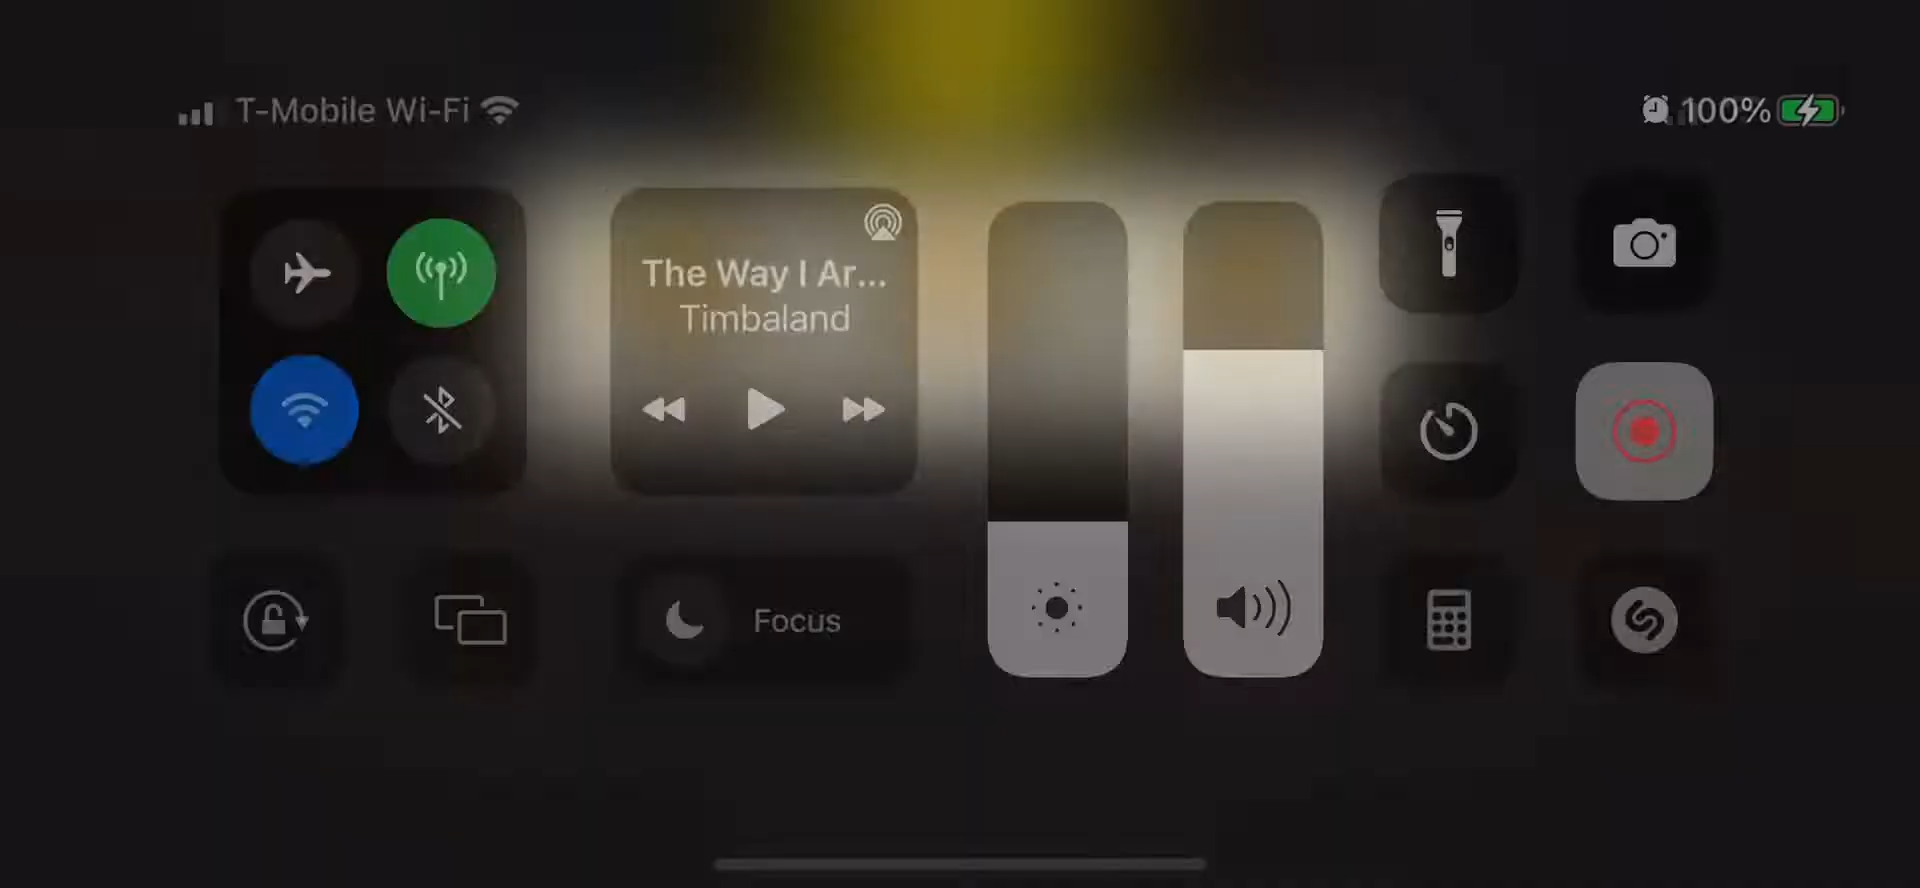 T-Mobile Wi-Fi
100%
The Way I Ar...
Timbaland
Focus